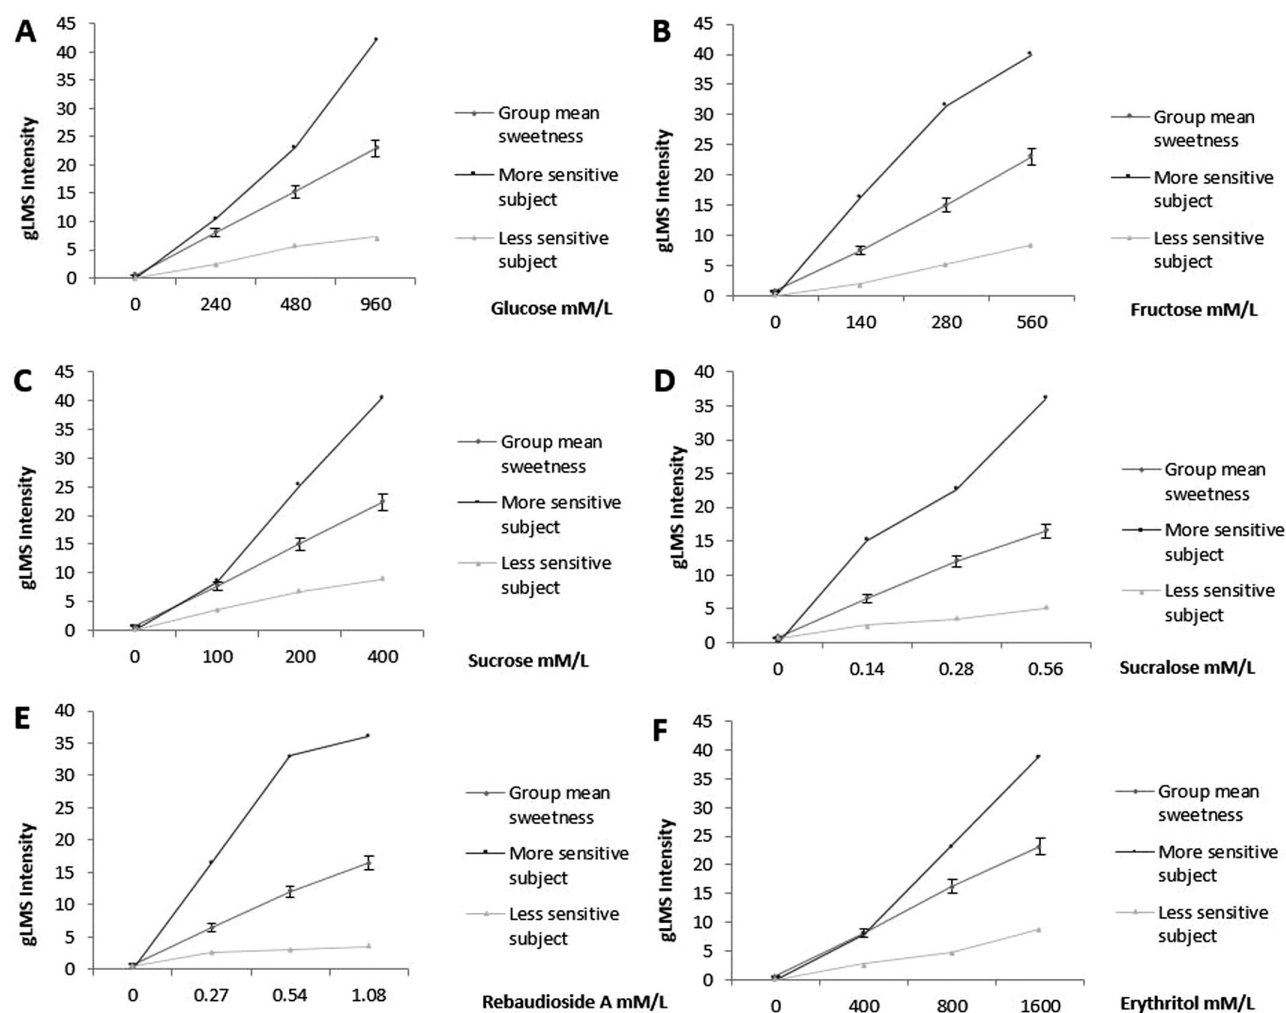 A
45
40
35
30
25
20
15
10
5
0
gLMS Intensity
0 240 480 960
Glucose mM/L
Group mean
sweetness
More sensitive
subject
Less sensitive
subject
B
45
40
35
30
25
20
15
10
5
0
gLMS Intensity
0 140 280 560
Fructose mM/L
Group mean
sweetness
More sensitive
subject
Less sensitive
subject
C
45
40
35
30
25
20
15
10
5
0
gLMS Intensity
0 100 200 400
Sucrose mM/L
Group mean
sweetness
More sensitive
subject
Less sensitive
subject
D
40
35
30
25
20
15
10
5
0
gLMS Intensity
0 0.14 0.28 0.56
Sucralose mM/L
Group mean
sweetness
More sensitive
subject
Less sensitive
subject
E
40
35
30
25
20
15
10
5
0
gLMS Intensity
0 0.27 0.54 1.08
Rebaudioside A mM/L
Group mean
sweetness
More sensitive
subject
Less sensitive
subject
F
45
40
35
30
25
20
15
10
5
0
gLMS Intensity
0 400 800 1600
Erythritol mM/L
Group mean
sweetness
More sensitive
subject
Less sensitive
subject